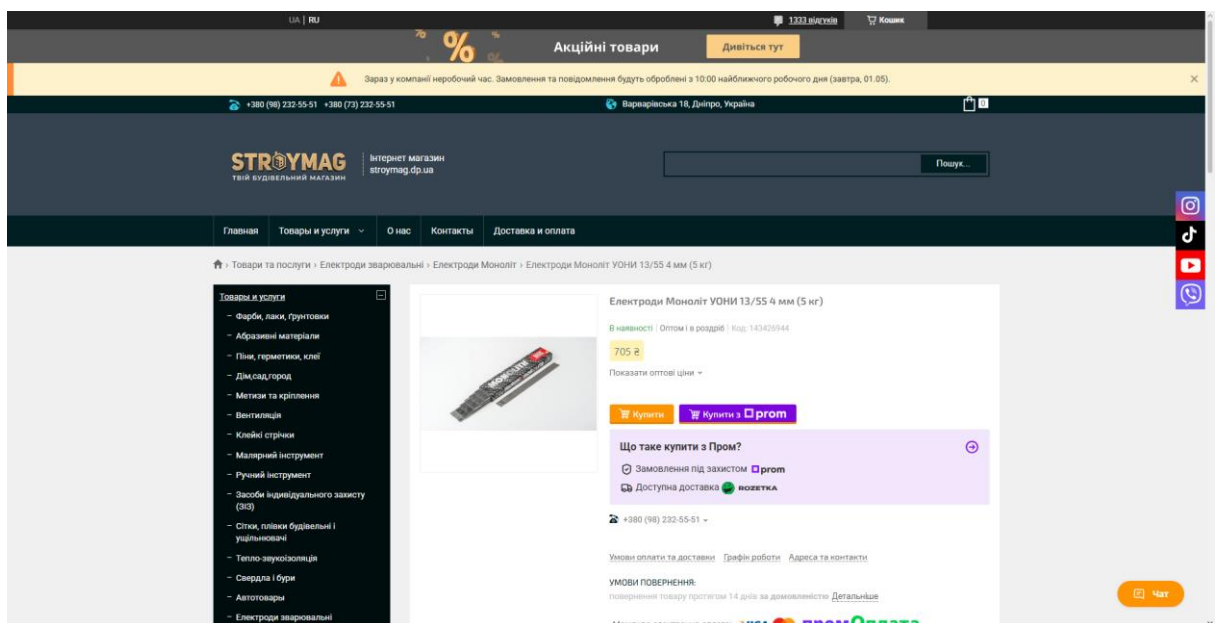 UA | RU
1333 відгуків
Кошик
%
Акційні товари
Дивіться тут
Зараз у компанії неробочий час. Замовлення та повідомлення будуть оброблені з 10:00 найближчого робочого дня (завтра, 01.05).
+380 (98) 232-55-51 +380 (73) 232-55-51
Варварівська 18, Дніпро, Україна
0
STROYMAG
ТВІЙ БУДІВЕЛЬНИЙ МАГАЗИН
Інтернет магазин
stroymag.dp.ua
Пошук...
Главная Товары и услуги О нас Контакты Доставка и оплата
› Товари та послуги › Електроди зварювальні › Електроди Моноліт › Електроди Моноліт УОНИ 13/55 4 мм (5 кг)
Товары и услуги
– Фарби, лаки, ґрунтовки
– Абразивні матеріали
– Піни, герметики, клеї
– Дім,сад,город
– Метизи та кріплення
– Вентиляція
– Клейкі стрічки
– Малярний інструмент
– Ручний інструмент
– Засоби індивідуального захисту
(ЗІЗ)
– Сітки, плівки будівельні і
ущільнювачі
– Тепло-звукоізоляція
– Свердла і бури
– Автотовары
– Електроди зварювальні
MONOLITH
Електроди Моноліт УОНИ 13/55 4 мм (5 кг)
В наявності | Оптом і в роздріб | Код: 143426944
705 ₴
Показати оптові ціни
Купити
Купити з prom
Що таке купити з Пром?
Замовлення під захистом prom
Доступна доставка ROZETKA
+380 (98) 232-55-51
Умови оплати та доставки Графік роботи Адреса та контакти
УМОВИ ПОВЕРНЕННЯ:
повернення товару протягом 14 днів за домовленістю Детальніше
VISA
Чат